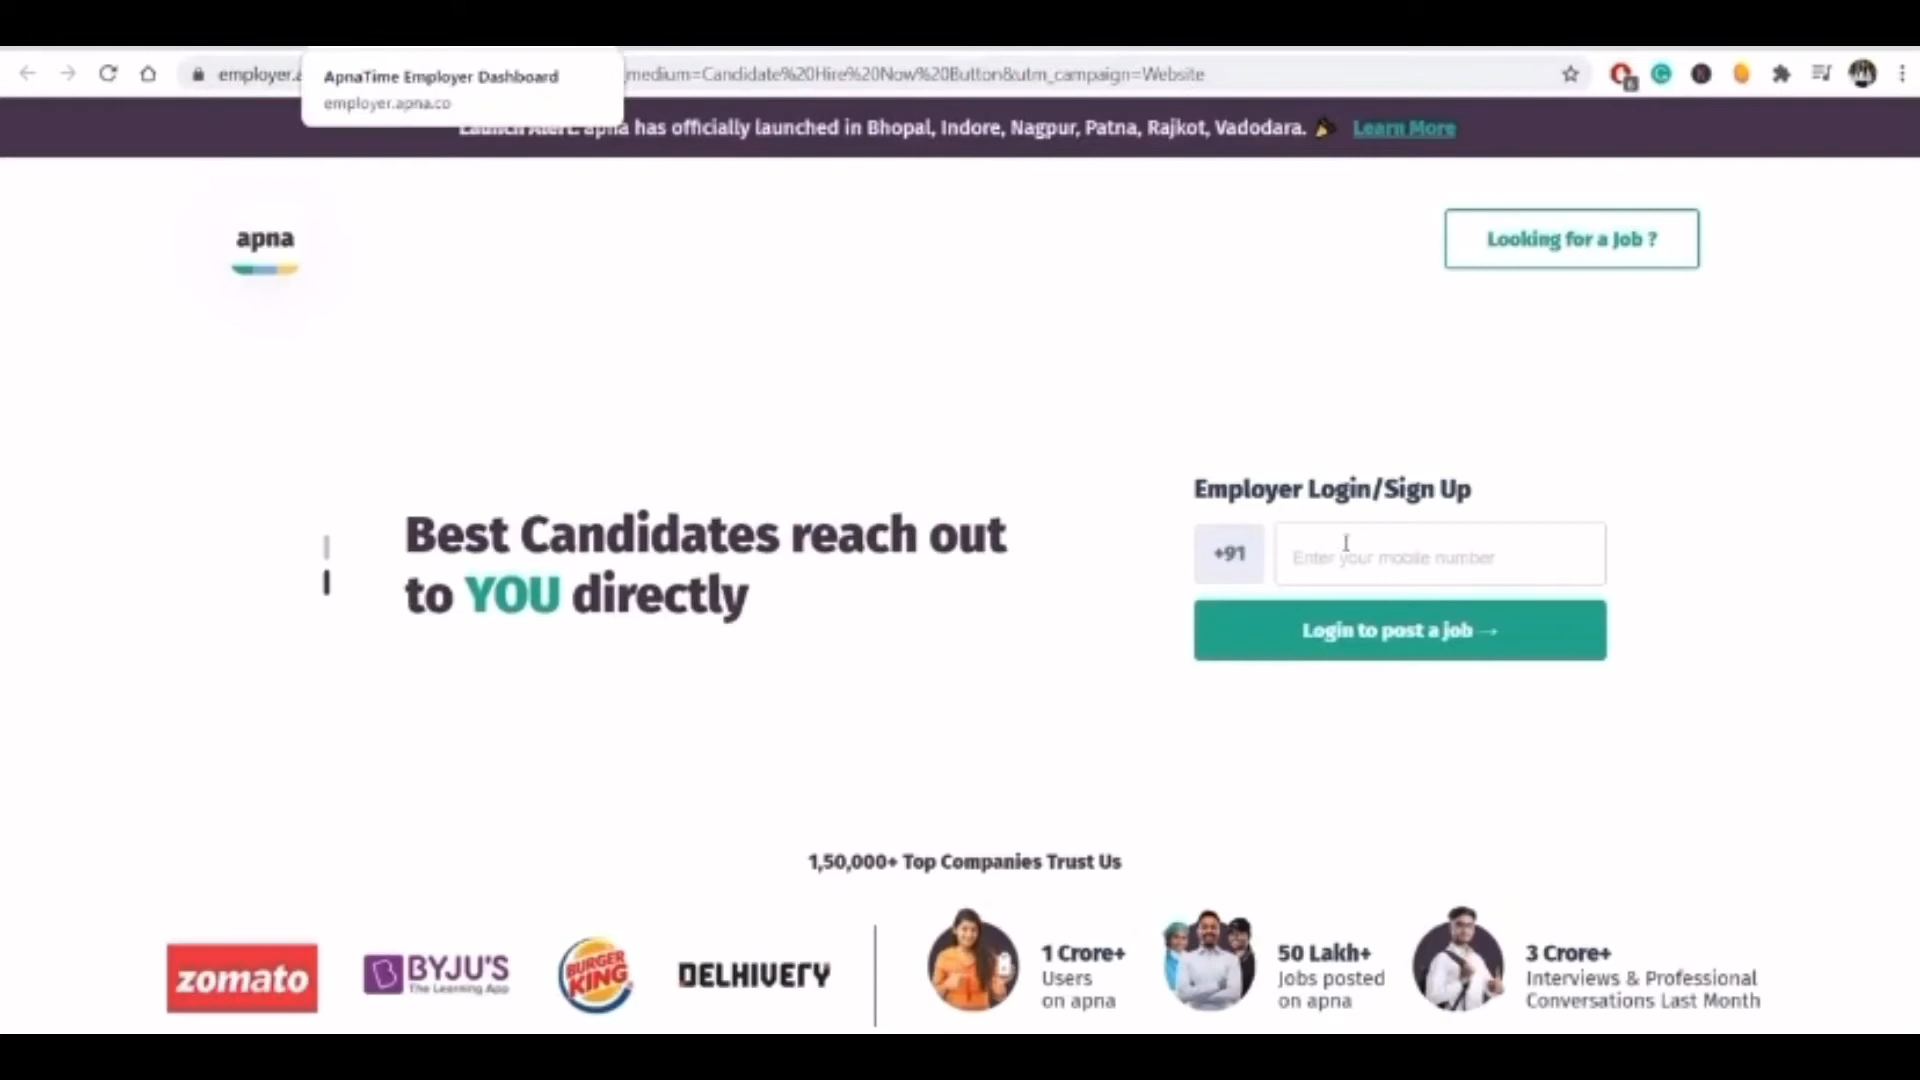 employer.a
medium=Candidate%20Hire%20Now%20Button&utm_campaign=Website
ApnaTime Employer Dashboard
employer.apna.co
Launch Alert: apna has officially launched in Bhopal, Indore, Nagpur, Patna, Rajkot, Vadodara.
Learn More
apna
Looking for a Job ?
Best Candidates reach out
to YOU directly
Employer Login/Sign Up
+91
Enter your mobile number
Login to post a job →
1,50,000+ Top Companies Trust Us
zomato
BYJU'S
The Learning App
BURGER
KING
DELHIVERY
1 Crore+
Users
on apna
50 Lakh+
Jobs posted
on apna
3 Crore+
Interviews & Professional
Conversations Last Month